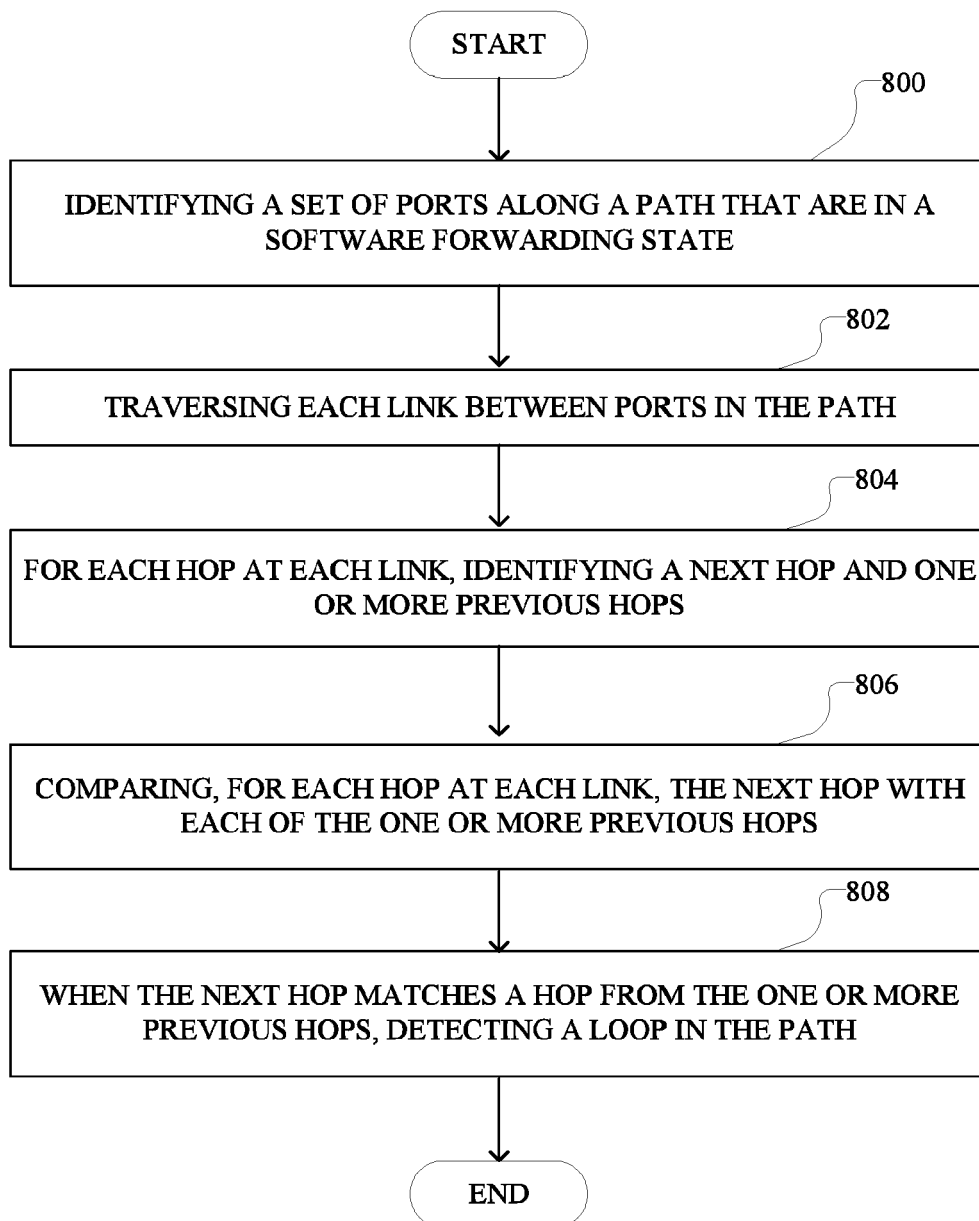 START
800
IDENTIFYING A SET OF PORTS ALONG A PATH THAT ARE IN A
SOFTWARE FORWARDING STATE
802
TRAVERSING EACH LINK BETWEEN PORTS IN THE PATH
804
FOR EACH HOP AT EACH LINK, IDENTIFYING A NEXT HOP AND ONE
OR MORE PREVIOUS HOPS
806
COMPARING, FOR EACH HOP AT EACH LINK, THE NEXT HOP WITH
EACH OF THE ONE OR MORE PREVIOUS HOPS
808
WHEN THE NEXT HOP MATCHES A HOP FROM THE ONE OR MORE
PREVIOUS HOPS, DETECTING A LOOP IN THE PATH
END